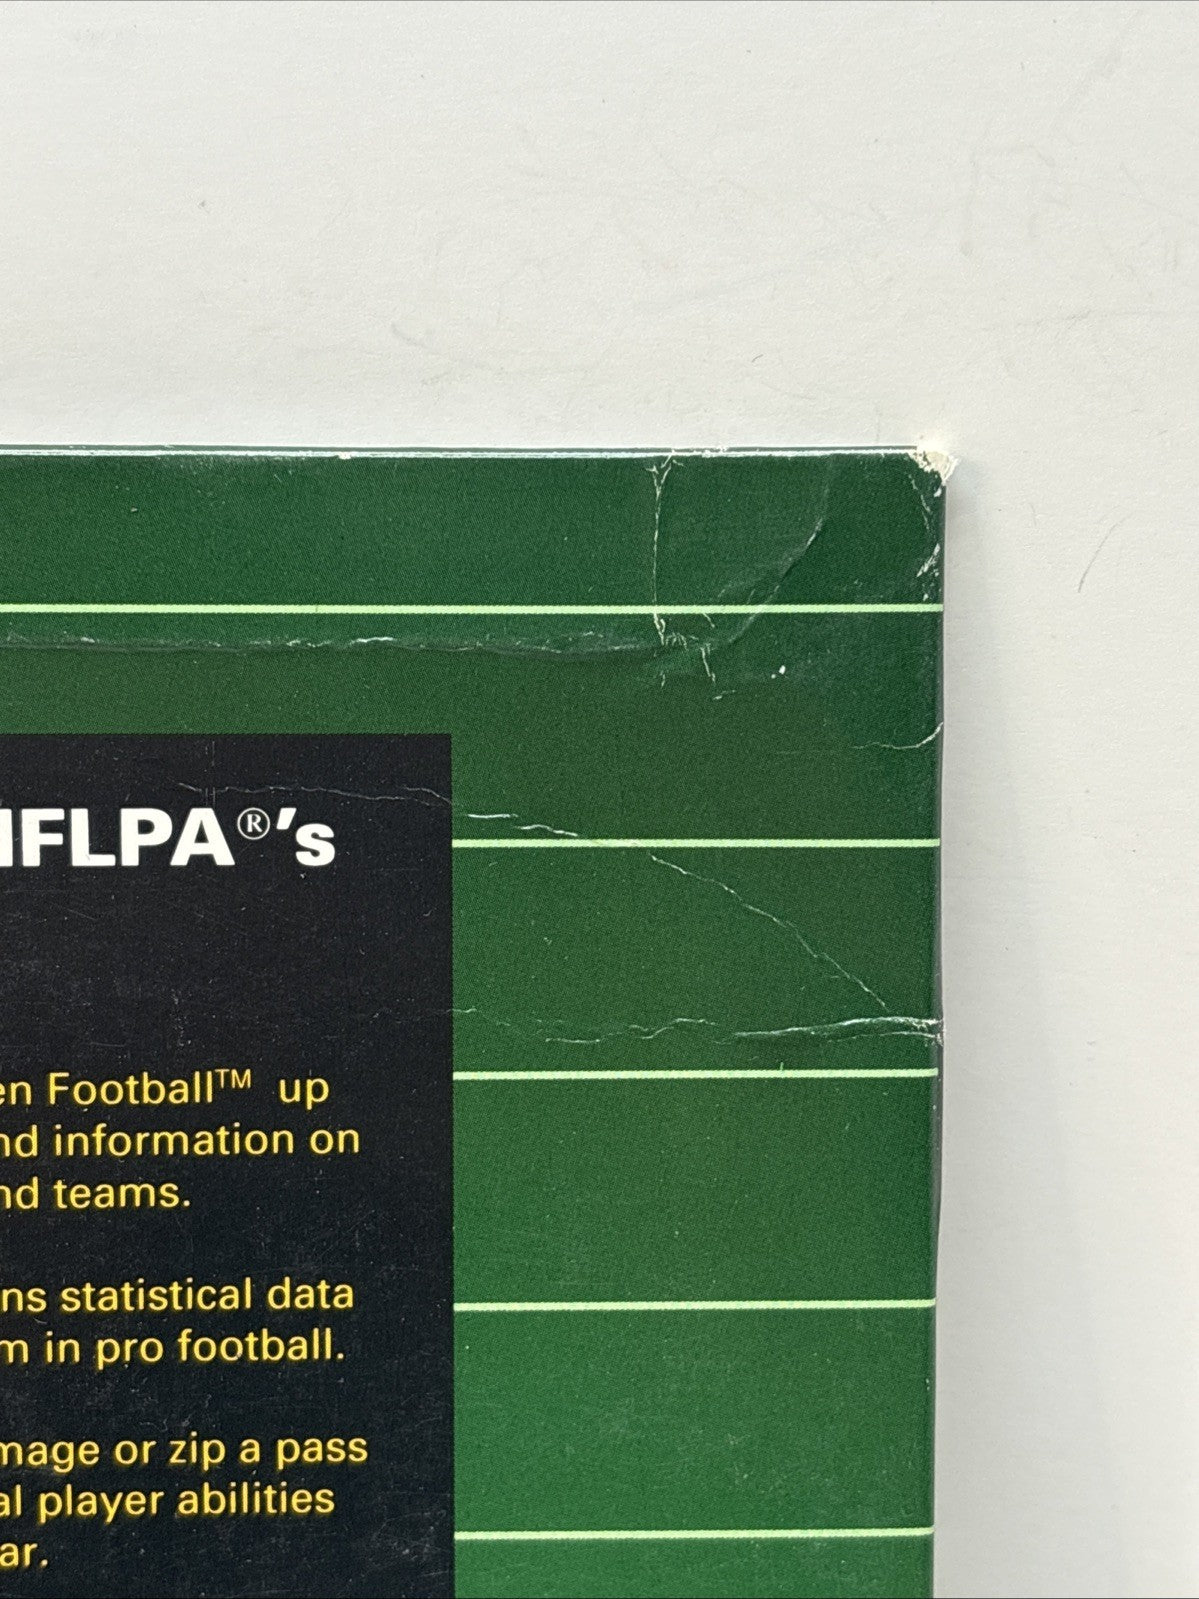 NFLPA®'s
en Football™ up
nd information on
nd teams.
ns statistical data
m in pro football.
mage or zip a pass
al player abilities
ar.